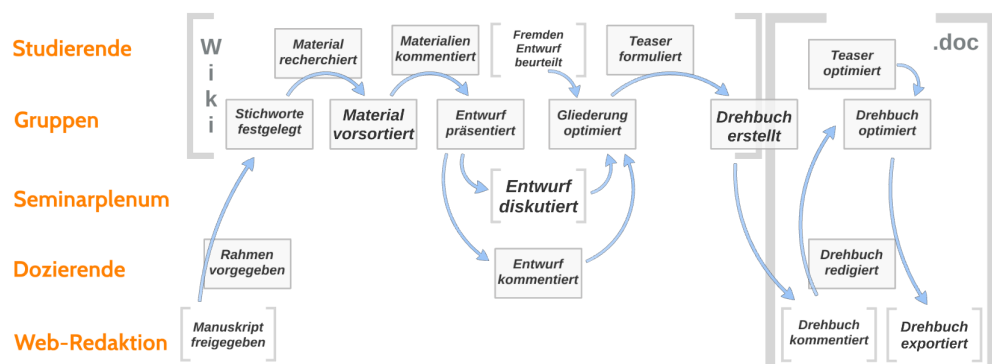 Studierende
Gruppen
Seminarplenum
Dozierende
Web-Redaktion
W
i
k
i
Material
recherchiert
Materialien
kommentiert
Fremden
Entwurf
beurteilt
Teaser
formuliert
Teaser
optimiert
.doc
Stichworte
festgelegt
Material
vorsortiert
Entwurf
präsentiert
Gliederung
optimiert
Drehbuch
erstellt
Drehbuch
optimiert
Entwurf
diskutiert
Rahmen
vorgegeben
Entwurf
kommentiert
Drehbuch
redigiert
Manuskript
freigegeben
Drehbuch
kommentiert
Drehbuch
exportiert